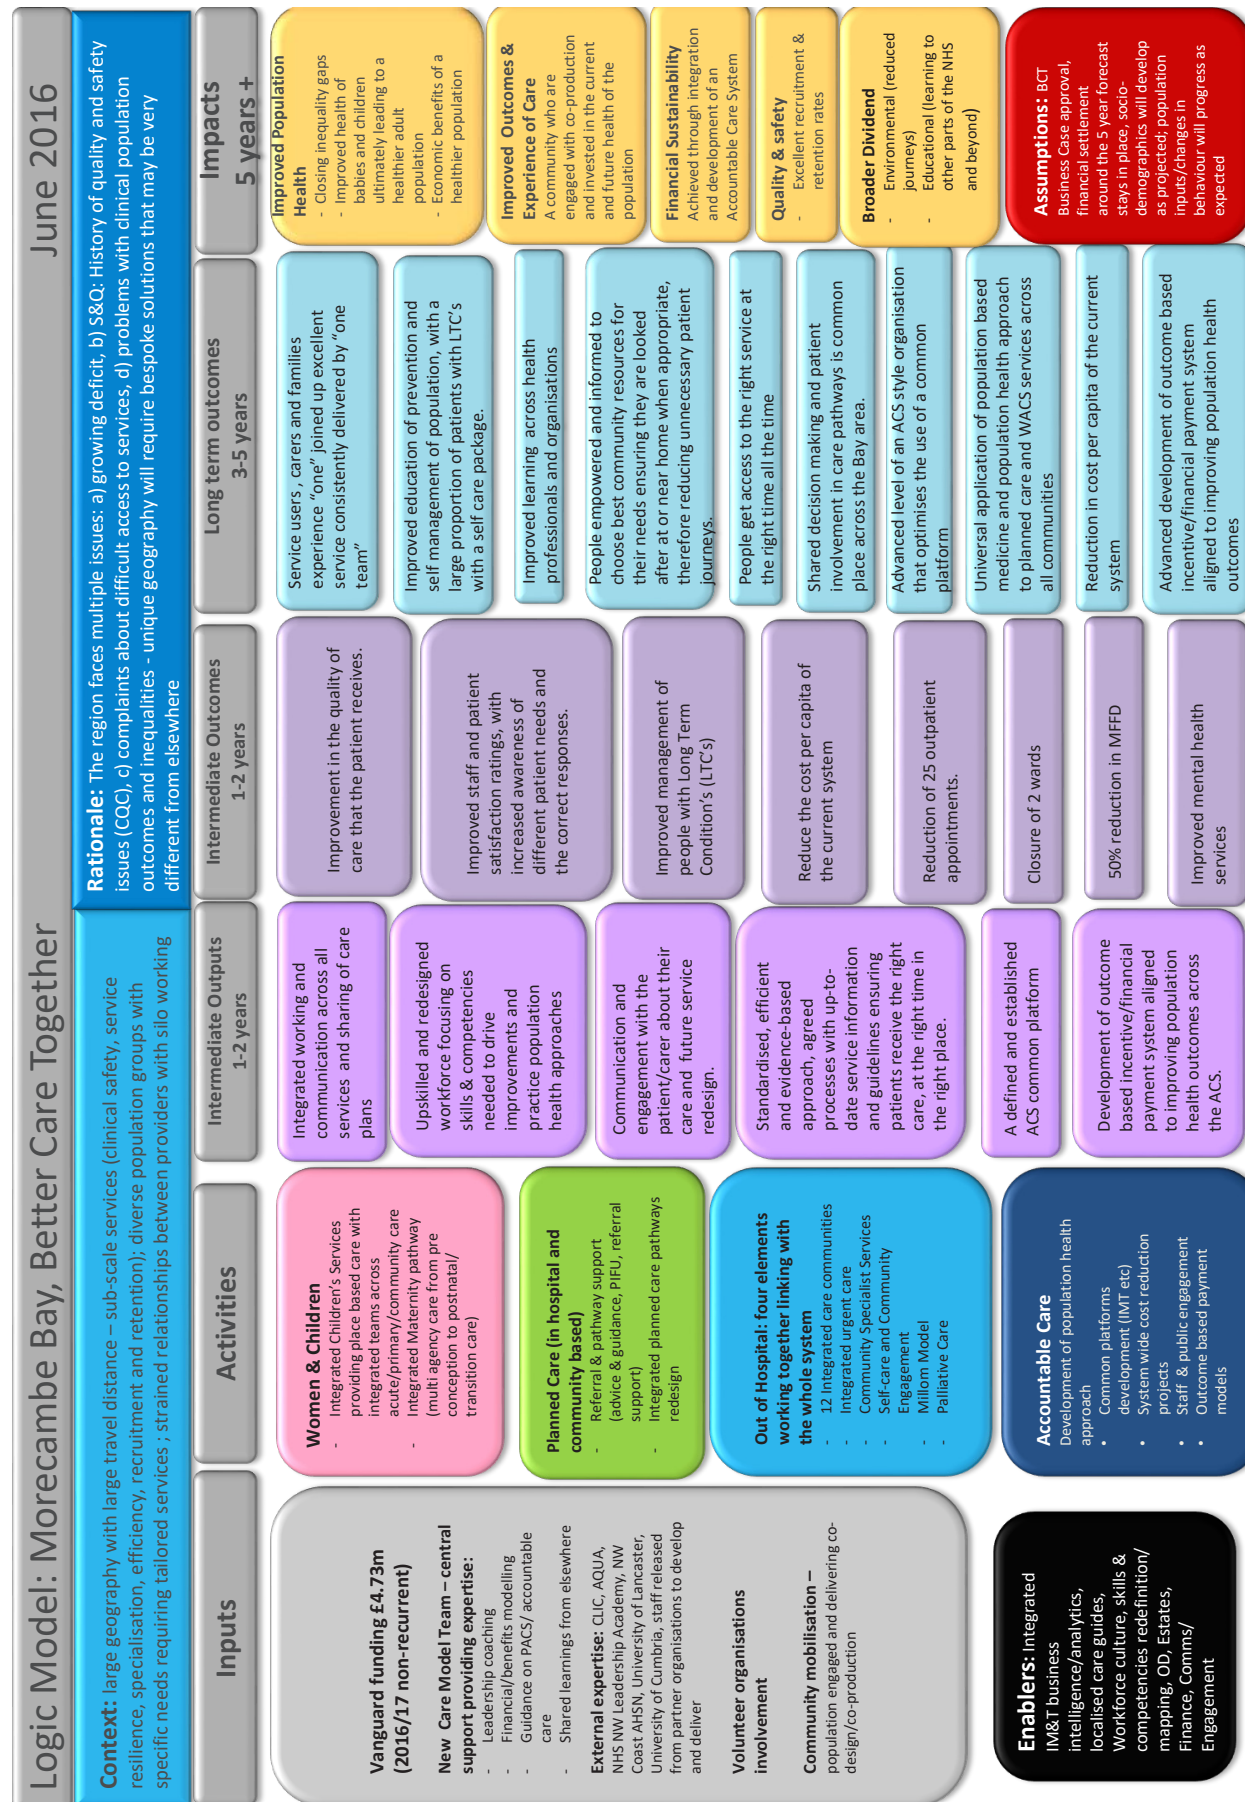 Logic Model: Morecambe Bay, Better Care Together
June 2016
Context: large geography with large travel distance – sub-scale services (clinical safety, service
resilience, specialisation, efficiency, recruitment and retention); diverse population groups with
specific needs requiring tailored services ; strained relationships between providers with silo working
Rationale: The region faces multiple issues: a) growing deficit, b) S&Q: History of quality and safety
issues (CQC), c) complaints about difficult access to services, d) problems with clinical population
outcomes and inequalities - unique geography will require bespoke solutions that may be very
different from elsewhere
Inputs
Vanguard funding £4.73m
(2016/17 non-recurrent)
New Care Model Team – central
support providing expertise:
- Leadership coaching
- Financial/benefits modelling
- Guidance on PACS/ accountable
care
- Shared learnings from elsewhere
External expertise: CLIC, AQUA,
NHS NW Leadership Academy, NW
Coast AHSN, University of Lancaster,
University of Cumbria, staff released
from partner organisations to develop
and deliver
Volunteer organisations
involvement
Community mobilisation –
population engaged and delivering co-
design/co-production
Enablers: Integrated
IM&T business
intelligence/analytics,
localised care guides,
Workforce culture, skills &
competencies redefinition/
mapping, OD, Estates,
Finance, Comms/
Engagement
Activities
Women & Children
- Integrated Children's Services
providing place based care with
integrated teams across
acute/primary/community care
- Integrated Maternity pathway
(multi agency care from pre
conception to postnatal/
transition care)
Planned Care (in hospital and
community based)
- Referral & pathway support
(advice & guidance, PIFU, referral
support)
- Integrated planned care pathways
redesign
Out of Hospital: four elements
working together linking with
the whole system
- 12 Integrated care communities
- Integrated urgent care
- Community Specialist Services
- Self-care and Community
Engagement
- Millom Model
- Palliative Care
Accountable Care
Development of population health
approach
• Common platforms
development (IMT etc)
• System wide cost reduction
projects
• Staff & public engagement
• Outcome based payment
models
Intermediate Outputs
1-2 years
Integrated working and
communication across all
services and sharing of care
plans
Upskilled and redesigned
workforce focusing on
skills & competencies
needed to drive
improvements and
practice population
health approaches
Communication and
engagement with the
patient/carer about their
care and future service
redesign.
Standardised, efficient
and evidence-based
approach, agreed
processes with up-to-
date service information
and guidelines ensuring
patients receive the right
care, at the right time in
the right place.
A defined and established
ACS common platform
Development of outcome
based incentive/financial
payment system aligned
to improving population
health outcomes across
the ACS.
Intermediate Outcomes
1-2 years
Improvement in the quality of
care that the patient receives.
Improved staff and patient
satisfaction ratings, with
increased awareness of
different patient needs and
the correct responses.
Improved management of
people with Long Term
Condition's (LTC's)
Reduce the cost per capita of
the current system
Reduction of 25 outpatient
appointments.
Closure of 2 wards
50% reduction in MFFD
Improved mental health
services
Long term outcomes
3-5 years
Service users , carers and families
experience "one" joined up excellent
service consistently delivered by "one
team"
Improved education of prevention and
self management of population, with a
large proportion of patients with LTC's
with a self care package.
Improved learning across health
professionals and organisations
People empowered and informed to
choose best community resources for
their needs ensuring they are looked
after at or near home when appropriate,
therefore reducing unnecessary patient
journeys.
People get access to the right service at
the right time all the time
Shared decision making and patient
involvement in care pathways is common
place across the Bay area.
Advanced level of an ACS style organisation
that optimises the use of a common
platform
Universal application of population based
medicine and population health approach
to planned care and WACS services across
all communities
Reduction in cost per capita of the current
system
Advanced development of outcome based
incentive/financial payment system
aligned to improving population health
outcomes
Impacts
5 years +
Improved Population
Health
- Closing inequality gaps
- Improved health of
babies and children
ultimately leading to a
healthier adult
population
- Economic benefits of a
healthier population
Improved Outcomes &
Experience of Care
A community who are
engaged with co-production
and invested in the current
and future health of the
population
Financial Sustainability
Achieved through integration
and development of an
Accountable Care System
Quality & safety
- Excellent recruitment &
retention rates
Broader Dividend
- Environmental (reduced
journeys)
- Educational (learning to
other parts of the NHS
and beyond)
Assumptions: BCT
Business Case approval,
financial settlement
around the 5 year forecast
stays in place, socio-
demographics will develop
as projected; population
inputs/changes in
behaviour will progress as
expected